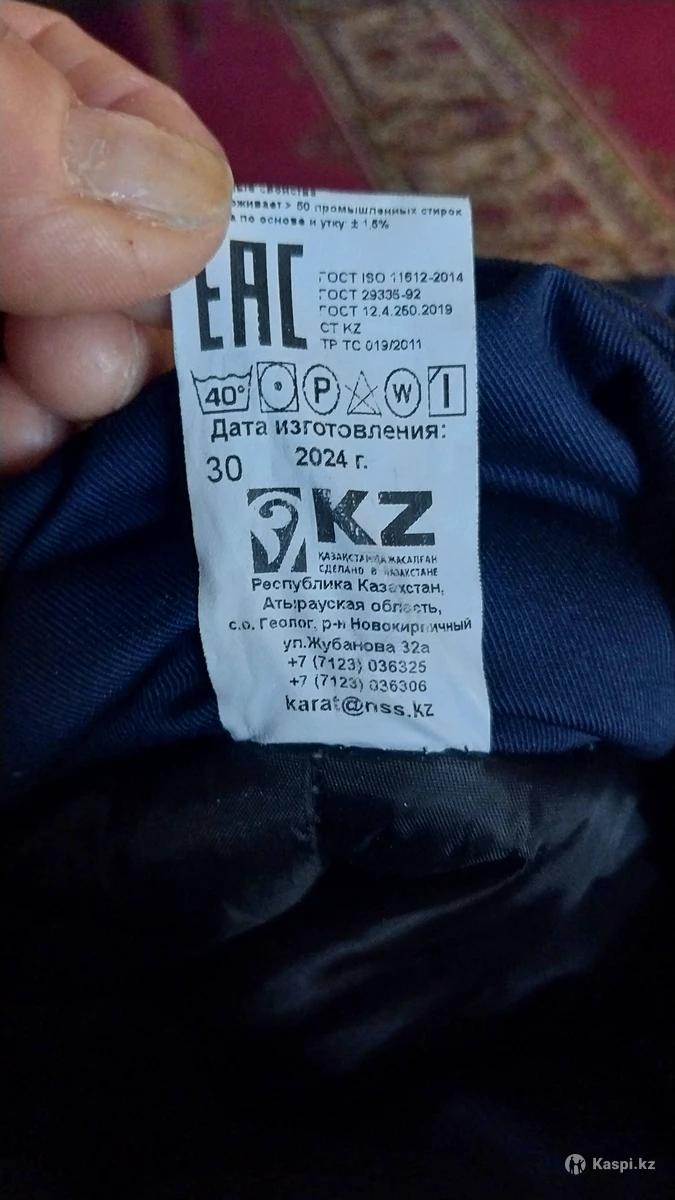 ные свойства
рживает > 50 промышленных стирок
а по основе и утку: ± 1,5%
EAC
ГОСТ ISO 11612-2014
ГОСТ 29335-92
ГОСТ 12.4.250.2019
СТ KZ
ТР ТС 019/2011
40° P W
Дата изготовления:
30 2024 г.
KZ
ҚАЗАҚСТАНДА ЖАСАЛҒАН
СДЕЛАНО В КАЗАХСТАНЕ
Республика Казахстан,
Атырауская область,
с.о. Геолог, р-н Новокирпичный
ул.Жубанова 32а
+7 (7123) 036325
+7 (7123) 036306
karat@nss.kz
Kaspi.kz